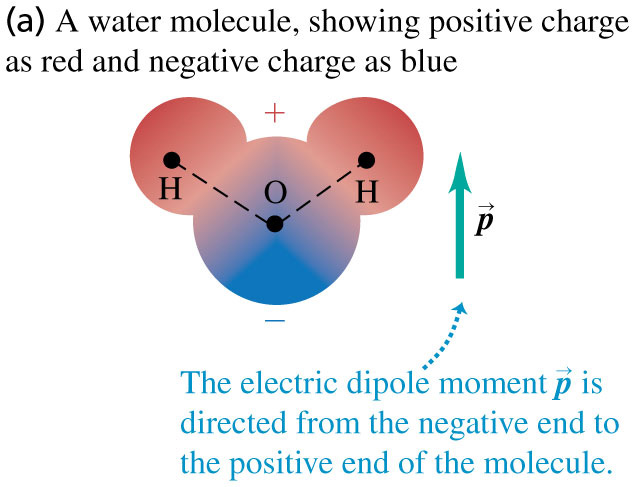 (a) A water molecule, showing positive charge
as red and negative charge as blue
+
O
H
H
p⃗
−
The electric dipole moment p⃗ is
directed from the negative end to
the positive end of the molecule.